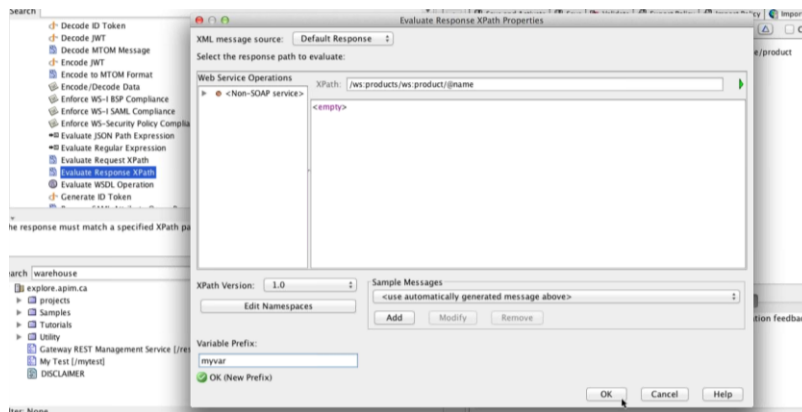 Search
Decode ID Token
Decode JWT
Decode MTOM Message
Encode JWT
Encode to MTOM Format
Encode/Decode Data
Enforce WS-I BSP Compliance
Enforce WS-I SAML Compliance
Enforce WS-Security Policy Complia
Evaluate JSON Path Expression
Evaluate Regular Expression
Evaluate Request XPath
Evaluate Response XPath
Evaluate WSDL Operation
Generate ID Token
he response must match a specified XPath pa
arch warehouse
explore.apim.ca
projects
Samples
Tutorials
Utility
Gateway REST Management Service [/res
My Test [/mytest]
DISCLAIMER
lter: None
Evaluate Response XPath Properties
XML message source: Default Response
Select the response path to evaluate:
Web Service Operations
<Non-SOAP service>
XPath: /ws:products/ws:product/@name
<empty>
XPath Version: 1.0
Edit Namespaces
Sample Messages
<use automatically generated message above>
Add Modify Remove
Variable Prefix:
myvar
OK (New Prefix)
OK Cancel Help
Impor
e/product
tion feedba